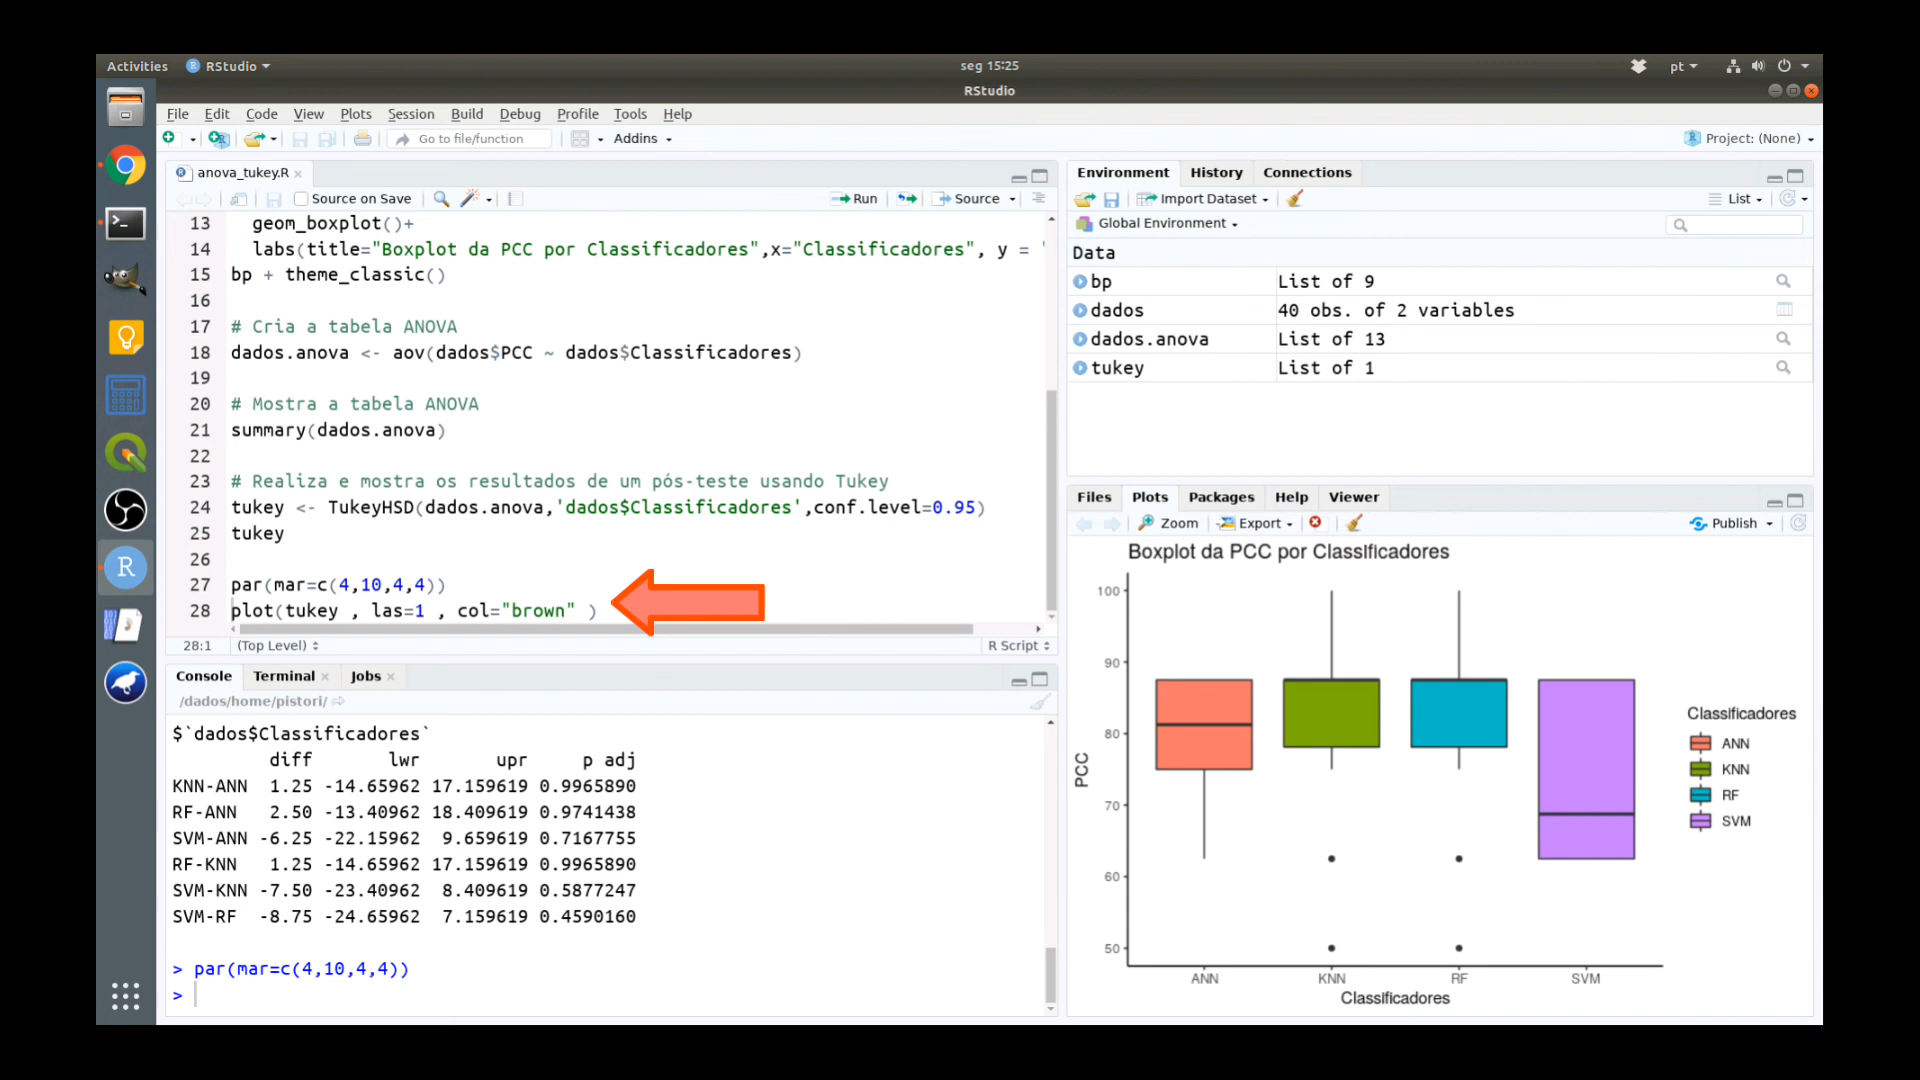 Activities RStudio seg 15:25 pt
RStudio
File Edit Code View Plots Session Build Debug Profile Tools Help
Go to file/function Addins Project: (None)
anova_tukey.R
Source on Save Run Source
13 geom_boxplot()+
14 labs(title="Boxplot da PCC por Classificadores",x="Classificadores", y = '
15 bp + theme_classic()
16
17 # Cria a tabela ANOVA
18 dados.anova <- aov(dados$PCC ~ dados$Classificadores)
19
20 # Mostra a tabela ANOVA
21 summary(dados.anova)
22
23 # Realiza e mostra os resultados de um pós-teste usando Tukey
24 tukey <- TukeyHSD(dados.anova,'dados$Classificadores',conf.level=0.95)
25 tukey
26
27 par(mar=c(4,10,4,4))
28 plot(tukey , las=1 , col="brown" )
28:1 (Top Level) R Script
Console Terminal Jobs
/dados/home/pistori/
$`dados$Classificadores`
diff lwr upr p adj
KNN-ANN 1.25 -14.65962 17.159619 0.9965890
RF-ANN 2.50 -13.40962 18.409619 0.9741438
SVM-ANN -6.25 -22.15962 9.659619 0.7167755
RF-KNN 1.25 -14.65962 17.159619 0.9965890
SVM-KNN -7.50 -23.40962 8.409619 0.5877247
SVM-RF -8.75 -24.65962 7.159619 0.4590160
> par(mar=c(4,10,4,4))
>
Environment History Connections
Import Dataset List
Global Environment
Data
bp List of 9
dados 40 obs. of 2 variables
dados.anova List of 13
tukey List of 1
Files Plots Packages Help Viewer
Zoom Export Publish
Boxplot da PCC por Classificadores
100
90
80
70
60
50
PCC
ANN KNN RF SVM
Classificadores
Classificadores
ANN
KNN
RF
SVM